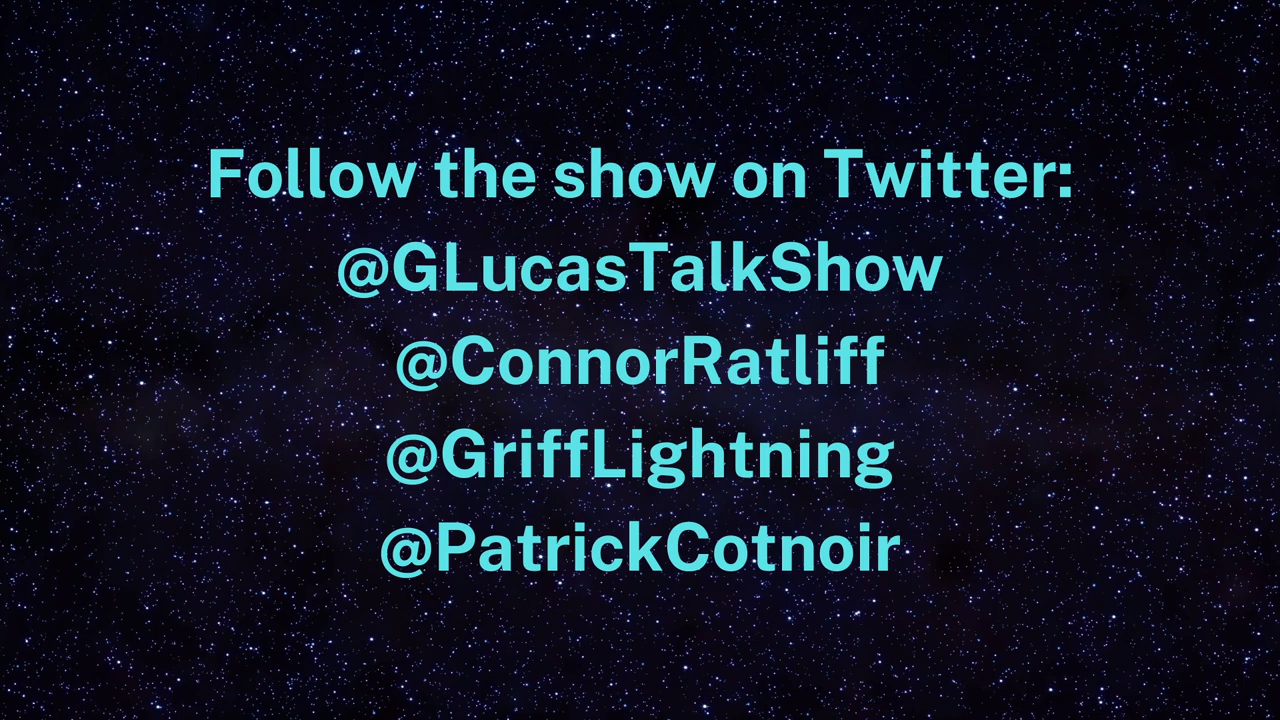 Follow the show on Twitter:
@GLucasTalkShow
@ConnorRatliff
@GriffLightning
@PatrickCotnoir